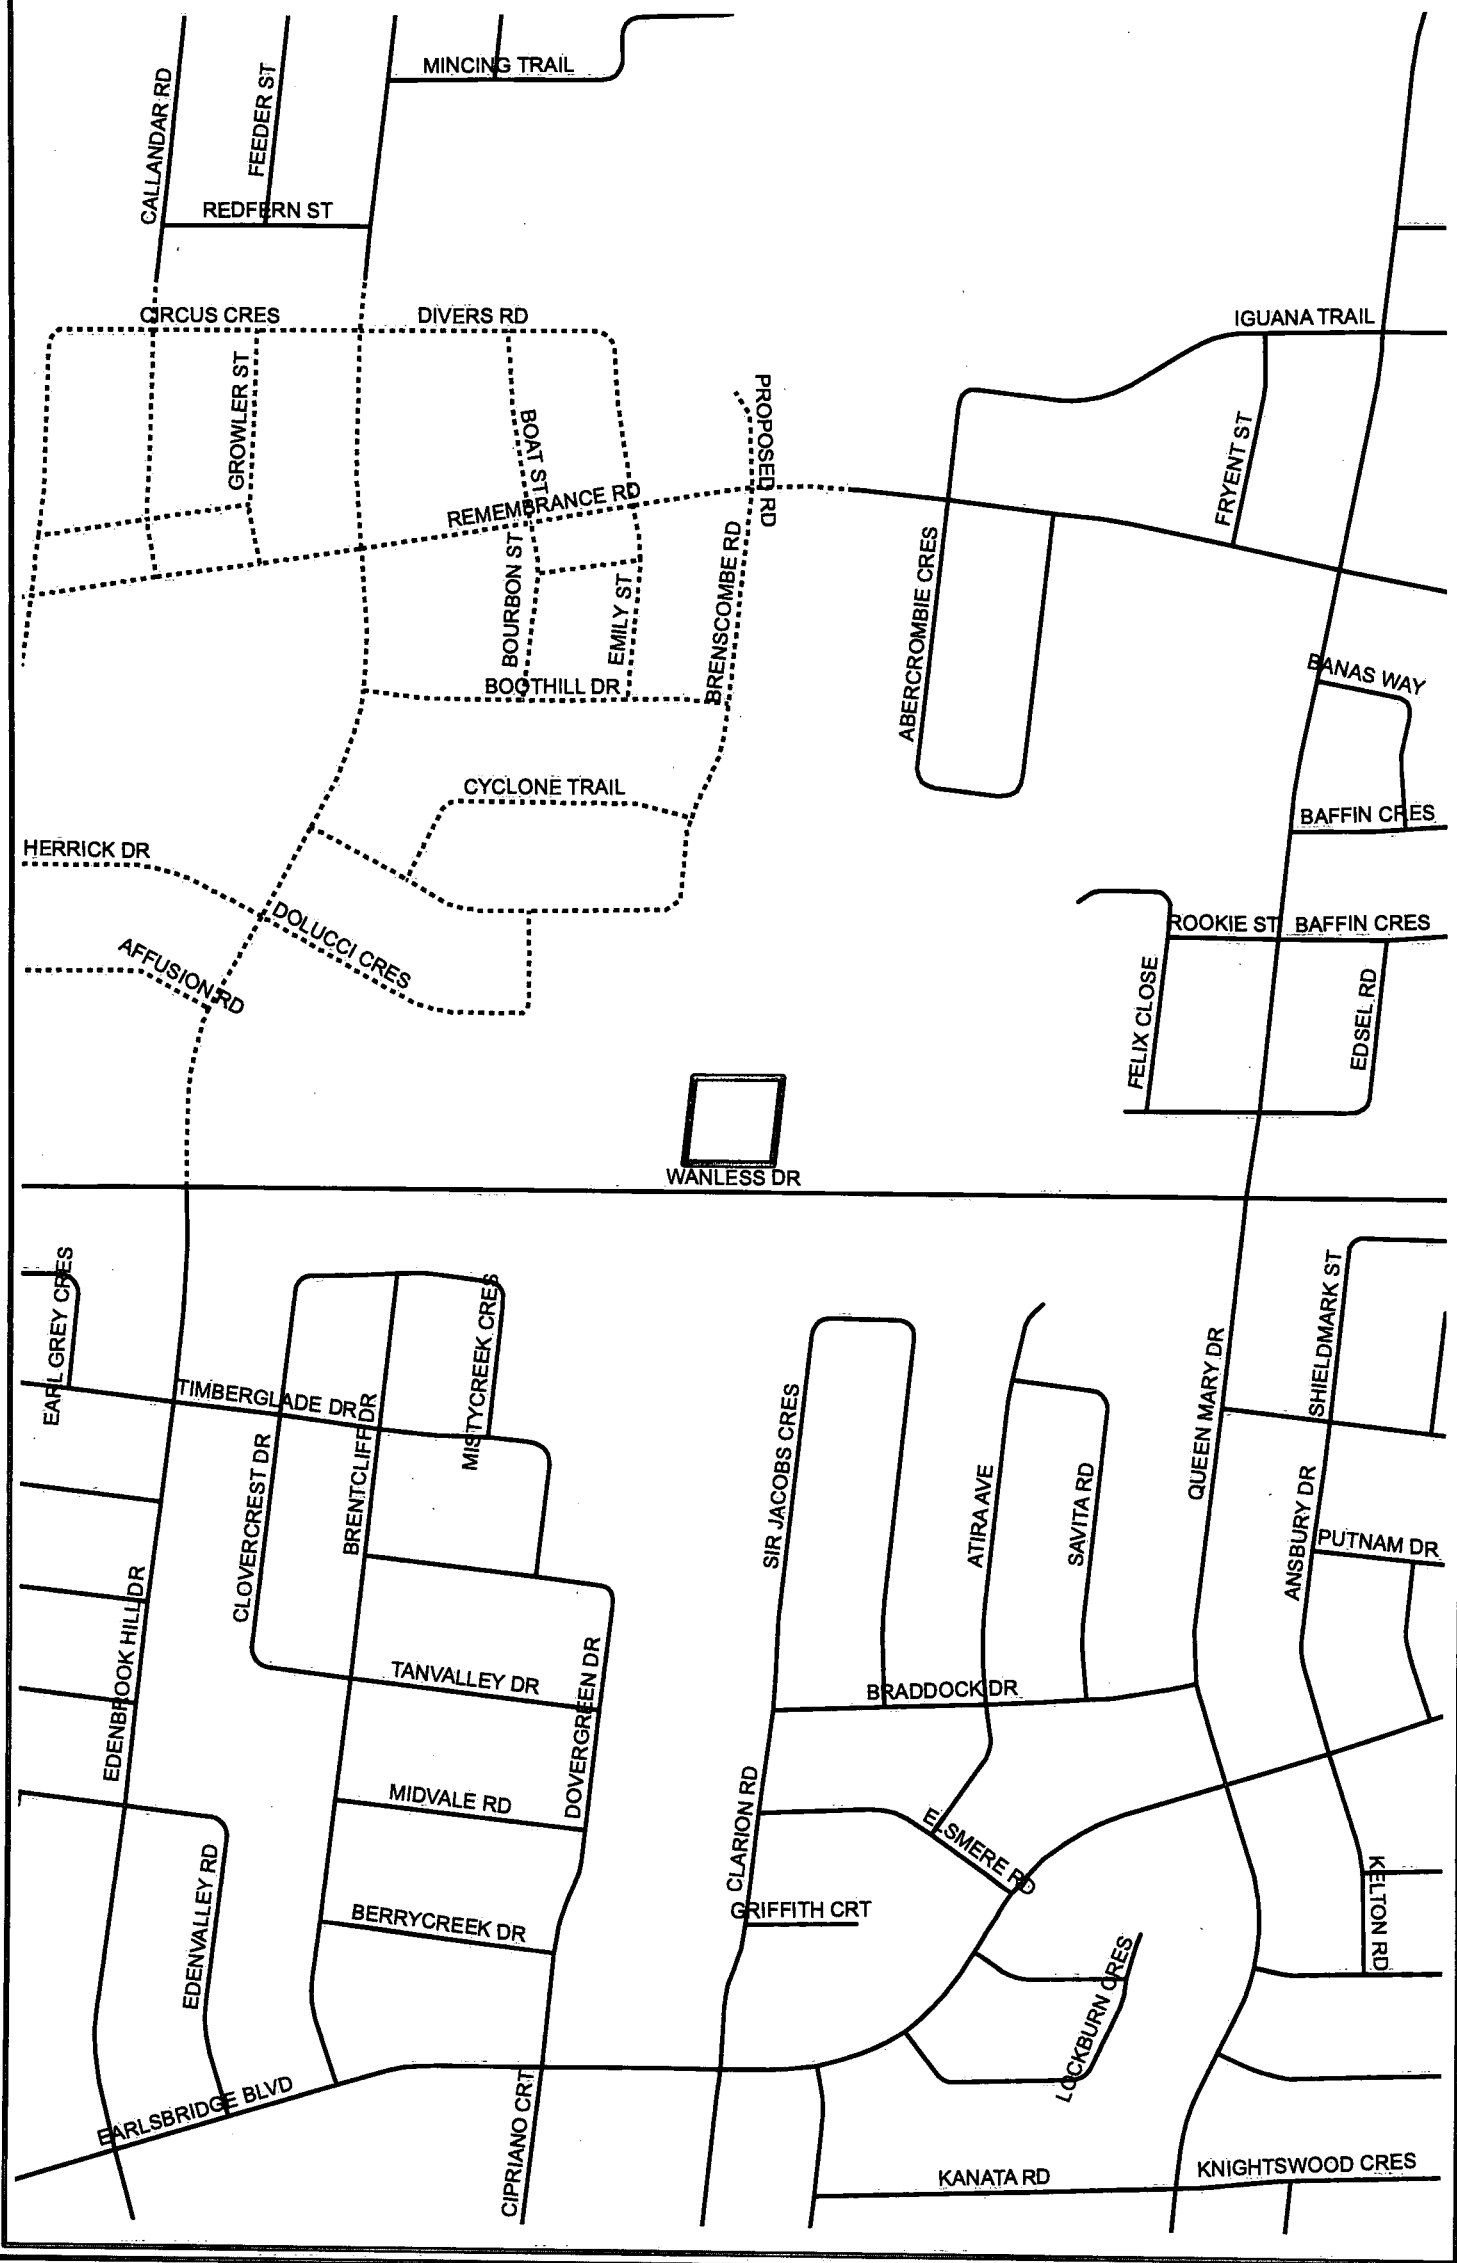 MINCING TRAIL
CALLANDAR RD
FEEDER ST
REDFERN ST
CIRCUS CRES
DIVERS RD
IGUANA TRAIL
GROWLER ST
BOAT ST
PROPOSED RD
FRYENT ST
REMEMBRANCE RD
BOURBON ST
EMILY ST
BRENSCOMBE RD
ABERCROMBIE CRES
BOOTHILL DR
BANAS WAY
CYCLONE TRAIL
BAFFIN CRES
HERRICK DR
DOLUCCI CRES
ROOKIE ST
BAFFIN CRES
AFFUSION RD
FELIX CLOSE
EDSEL RD
WANLESS DR
EARL GREY CRES
MISTYCREEK CRES
SHIELDMARK ST
TIMBERGLADE DR
QUEEN MARY DR
SIR JACOBS CRES
CLOVERCREST DR
BRENTCLIFF DR
ATIRA AVE
SAVITA RD
ANSBURY DR
PUTNAM DR
EDENBROOK HILL DR
TANVALLEY DR
DOVERGREEN DR
BRADDOCK DR
MIDVALE RD
CLARION RD
ELSMERE RD
EDENVALLEY RD
BERRYCREEK DR
GRIFFITH CRT
KELTON RD
LOCKBURN CRES
EARLSBRIDGE BLVD
CIPRIANO CRT
KANATA RD
KNIGHTSWOOD CRES